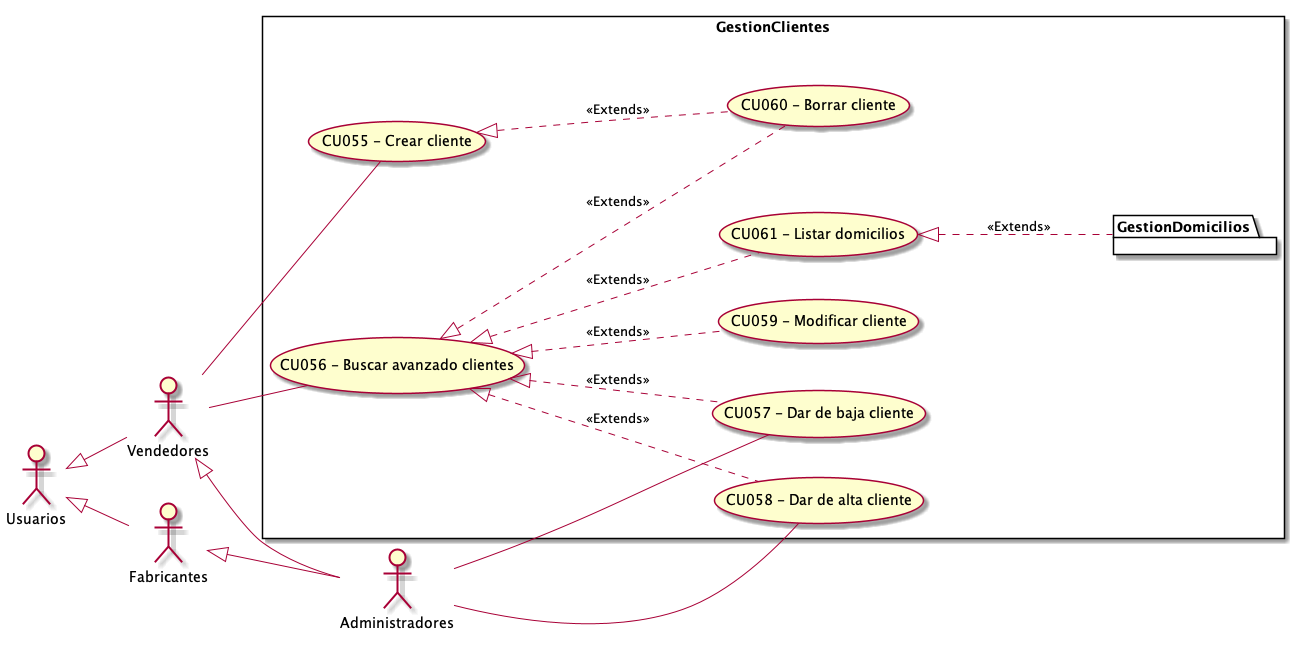 GestionClientes
CU060 – Borrar cliente
«Extends»
CU055 – Crear cliente
«Extends»
CU061 – Listar domicilios
«Extends»
GestionDomicilios
«Extends»
CU059 – Modificar cliente
«Extends»
CU056 – Buscar avanzado clientes
«Extends»
CU057 – Dar de baja cliente
«Extends»
Vendedores
CU058 – Dar de alta cliente
Usuarios
Fabricantes
Administradores